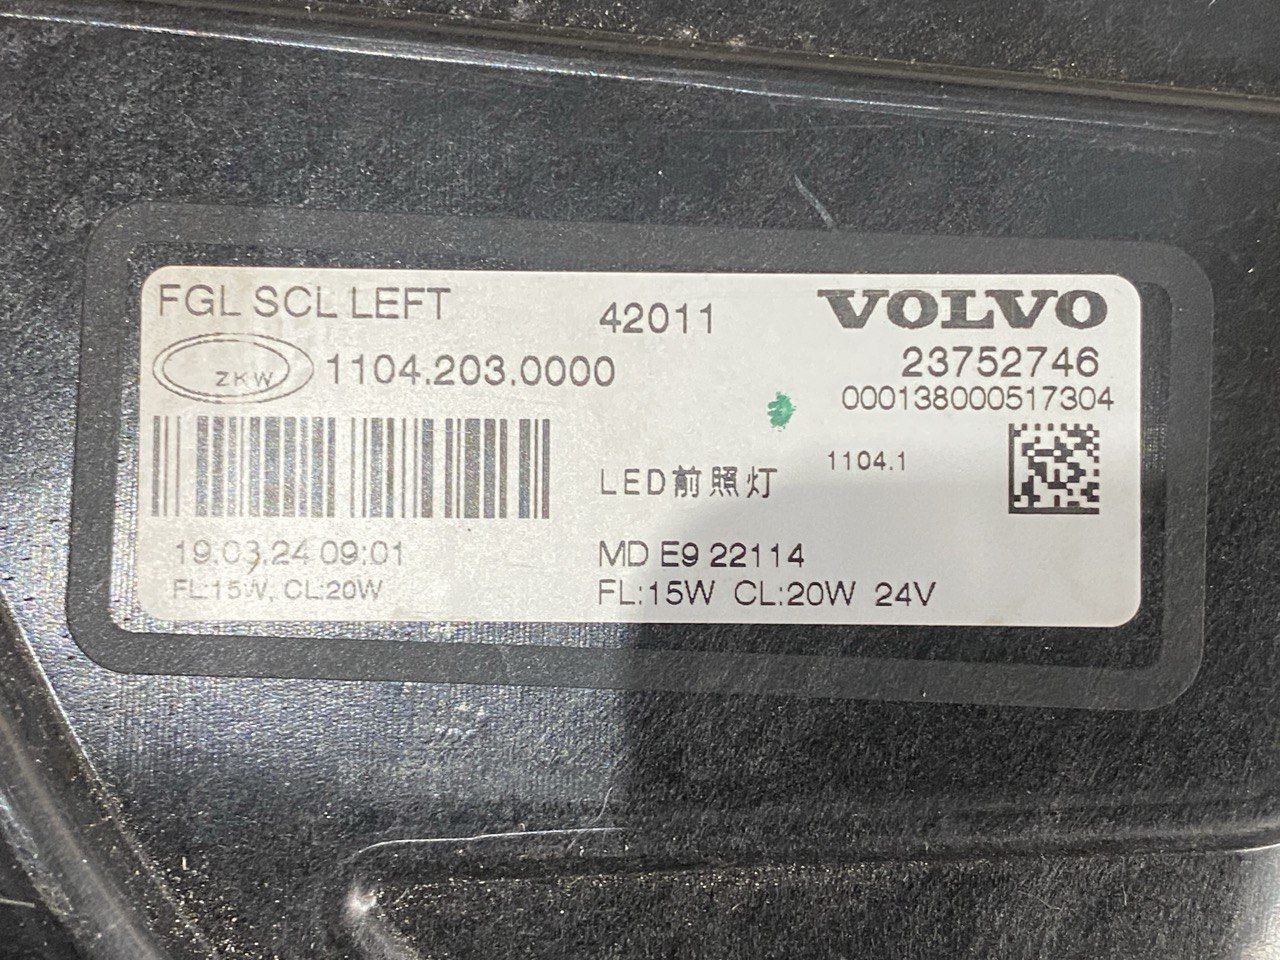 FGL SCL LEFT
42011
VOLVO
ZKW
1104.203.0000
23752746
000138000517304
LED前照灯
1104.1
19.03.24 09:01
MD E9 22114
FL:15W, CL:20W
FL:15W CL:20W 24V